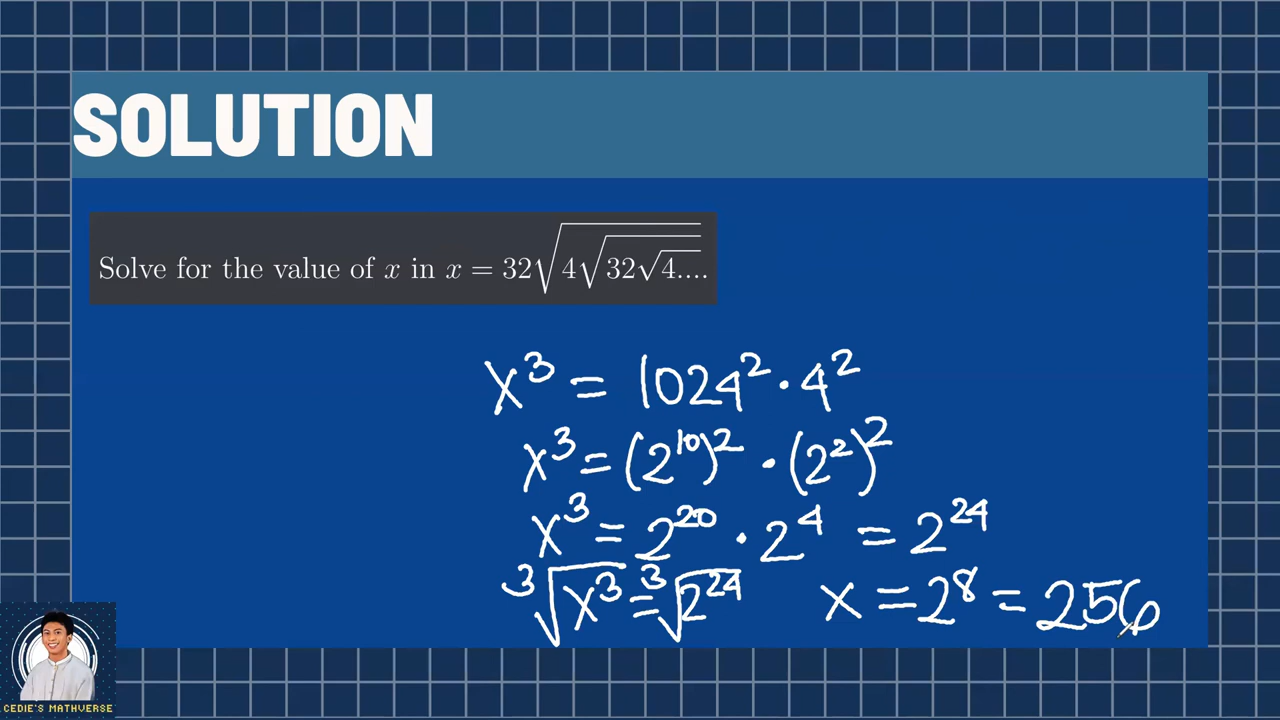 SOLUTION
Solve for the value of x in x = 32√(4√(32√(4....
x³ = 1024² · 4²
x³ = (2¹⁰)² · (2²)²
x³ = 2²⁰ · 2⁴ = 2²⁴
∛x³ = ∛2²⁴ x = 2⁸ = 256
CEDIE'S MATHVERSE